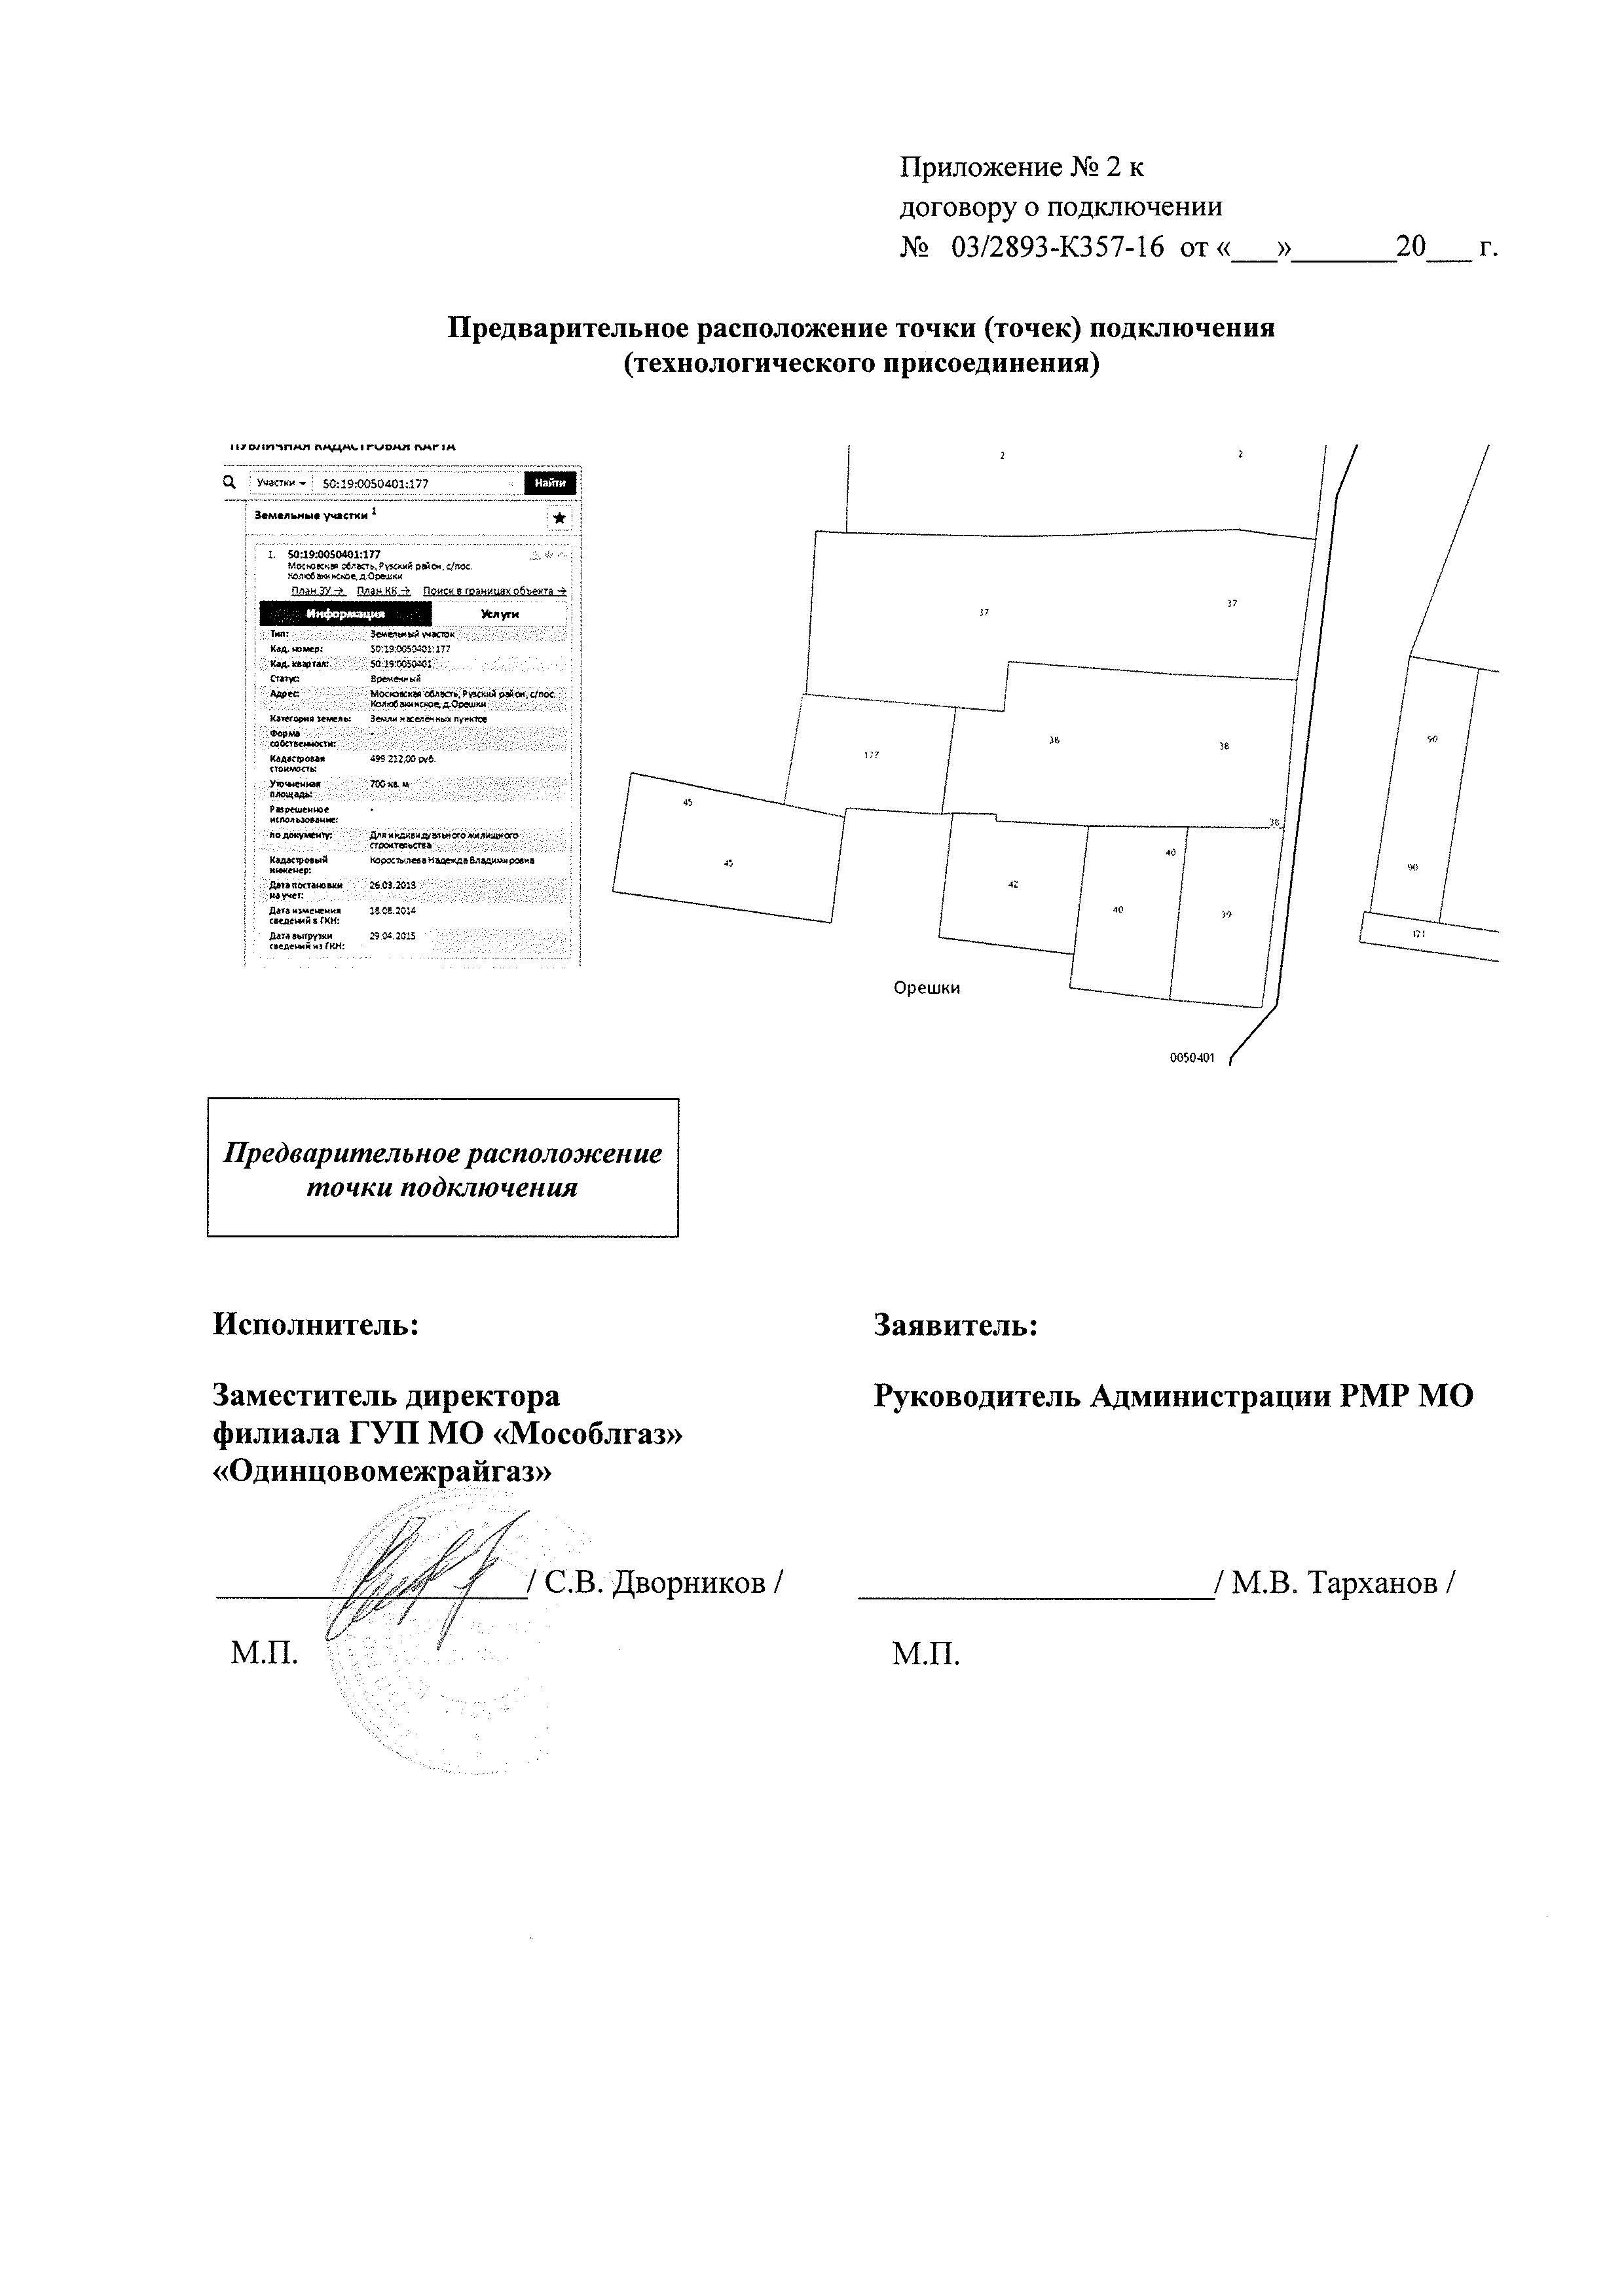 Приложение № 2 к
договору о подключении
№ 03/2893-К357-16 от «___»_______20___ г.
Предварительное расположение точки (точек) подключения
(технологического присоединения)
ПУБЛИЧНАЯ КАДАСТРОВАЯ КАРТА
Участки 50:19:0050401:177 Найти
Земельные участки 1
1. 50:19:0050401:177
Московская область, Рузский район, с/пос.
Колюбакинское, д.Орешки
План ЗУ → План КК → Поиск в границах объекта →
Информация Услуги
Тип: Земельный участок
Кад. номер: 50:19:0050401:177
Кад. квартал: 50:19:0050401
Статус: Временный
Адрес: Московская область, Рузский район, с/пос.
Колюбакинское, д.Орешки
Категория земель: Земли населённых пунктов
Форма
собственности: -
Кадастровая
стоимость: 499 212,00 руб.
Уточненная
площадь: 700 кв. м
Разрешенное
использование: -
по документу: Для индивидуального жилищного
строительства
Кадастровый
инженер: Коростылева Надежда Владимировна
Дата постановки
на учет: 26.03.2013
Дата изменения
сведений в ГКН: 18.08.2014
Дата выгрузки
сведений из ГКН: 29.04.2015
2 2
37 37
177 38 38
90
45
38
45 40 90
42
40 39
171
Орешки
0050401
Предварительное расположение
точки подключения
Исполнитель: Заявитель:
Заместитель директора Руководитель Администрации РМР МО
филиала ГУП МО «Мособлгаз»
«Одинцовомежрайгаз»
/ С.В. Дворников / / М.В. Тарханов /
М.П. М.П.